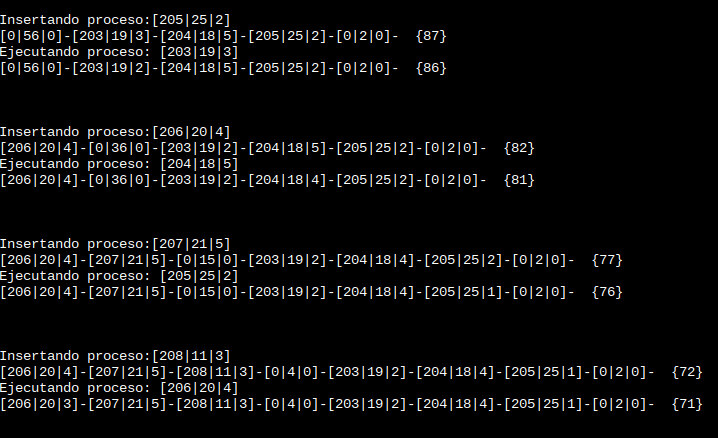 Insertando proceso:[205|25|2]
[0|56|0]-[203|19|3]-[204|18|5]-[205|25|2]-[0|2|0]-  {87}
Ejecutando proceso: [203|19|3]
[0|56|0]-[203|19|2]-[204|18|5]-[205|25|2]-[0|2|0]-  {86}
Insertando proceso:[206|20|4]
[206|20|4]-[0|36|0]-[203|19|2]-[204|18|5]-[205|25|2]-[0|2|0]-  {82}
Ejecutando proceso: [204|18|5]
[206|20|4]-[0|36|0]-[203|19|2]-[204|18|4]-[205|25|2]-[0|2|0]-  {81}
Insertando proceso:[207|21|5]
[206|20|4]-[207|21|5]-[0|15|0]-[203|19|2]-[204|18|4]-[205|25|2]-[0|2|0]-  {77}
Ejecutando proceso: [205|25|2]
[206|20|4]-[207|21|5]-[0|15|0]-[203|19|2]-[204|18|4]-[205|25|1]-[0|2|0]-  {76}
Insertando proceso:[208|11|3]
[206|20|4]-[207|21|5]-[208|11|3]-[0|4|0]-[203|19|2]-[204|18|4]-[205|25|1]-[0|2|0]-  {72}
Ejecutando proceso: [206|20|4]
[206|20|3]-[207|21|5]-[208|11|3]-[0|4|0]-[203|19|2]-[204|18|4]-[205|25|1]-[0|2|0]-  {71}